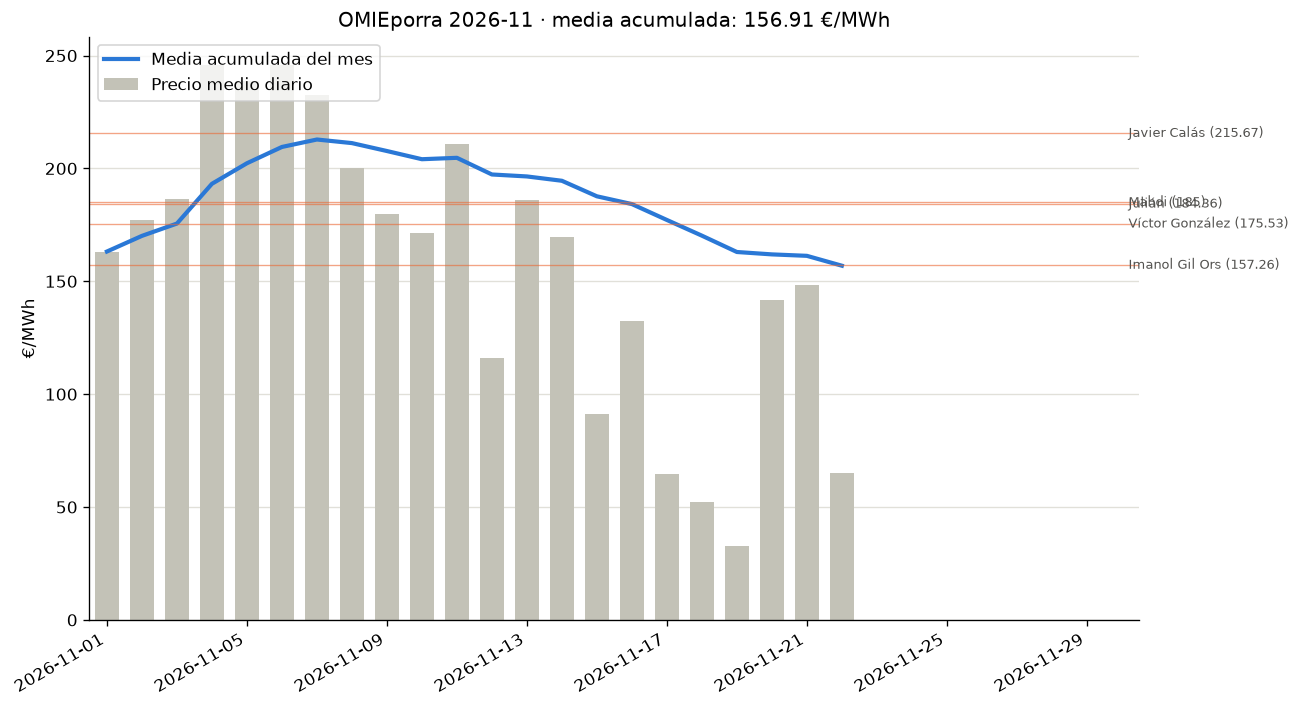 OMIEporra 2026-11 · media acumulada: 156.91 €/MWh
Media acumulada del mes
Precio medio diario
250
200
150
100
50
0
€/MWh
Javier Calás (215.67)
Víctor González (175.53)
Imanol Gil Ors (157.26)
2026-11-01
2026-11-05
2026-11-09
2026-11-13
2026-11-17
2026-11-21
2026-11-25
2026-11-29